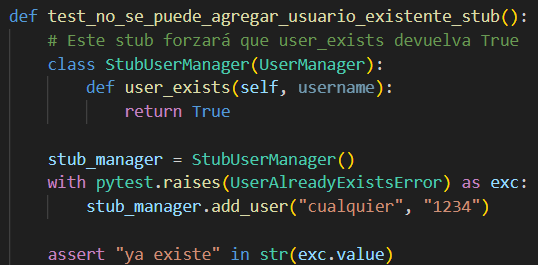 def test_no_se_puede_agregar_usuario_existente_stub():
    # Este stub forzará que user_exists devuelva True
    class StubUserManager(UserManager):
        def user_exists(self, username):
            return True

    stub_manager = StubUserManager()
    with pytest.raises(UserAlreadyExistsError) as exc:
        stub_manager.add_user("cualquier", "1234")

    assert "ya existe" in str(exc.value)